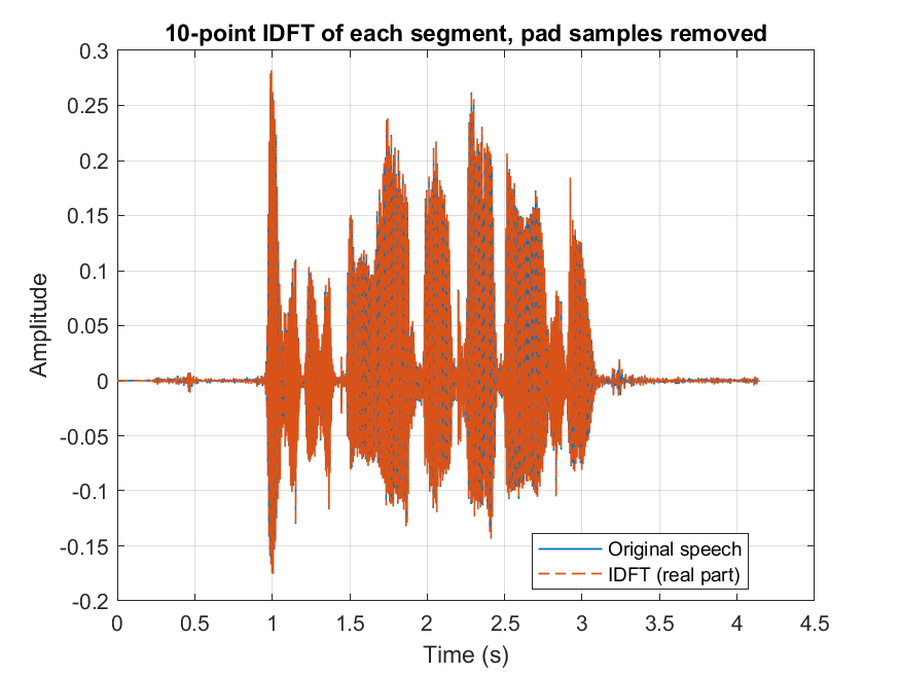 10-point IDFT of each segment, pad samples removed
0.3
0.25
0.2
0.15
0.1
0.05
0
-0.05
-0.1
-0.15
-0.2
Amplitude
Original speech
IDFT (real part)
0 0.5 1 1.5 2 2.5 3 3.5 4 4.5
Time (s)